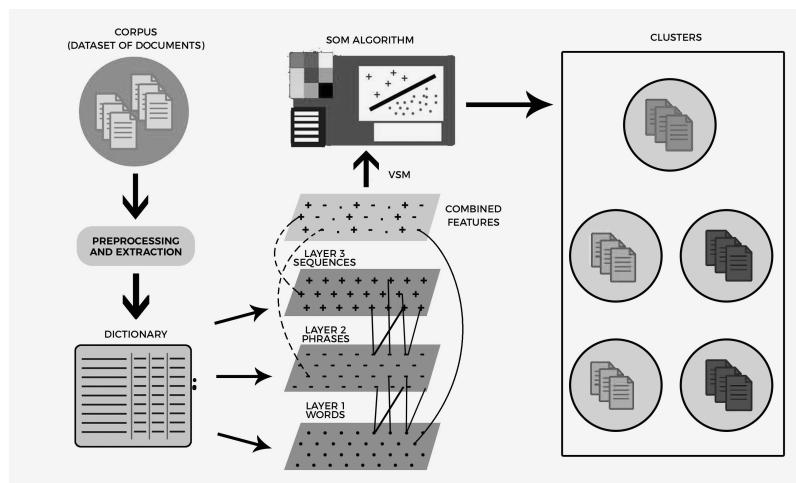 CORPUS
(DATASET OF DOCUMENTS)
PREPROCESSING
AND EXTRACTION
DICTIONARY
SOM ALGORITHM
VSM
COMBINED
FEATURES
LAYER 3
SEQUENCES
LAYER 2
PHRASES
LAYER 1
WORDS
CLUSTERS